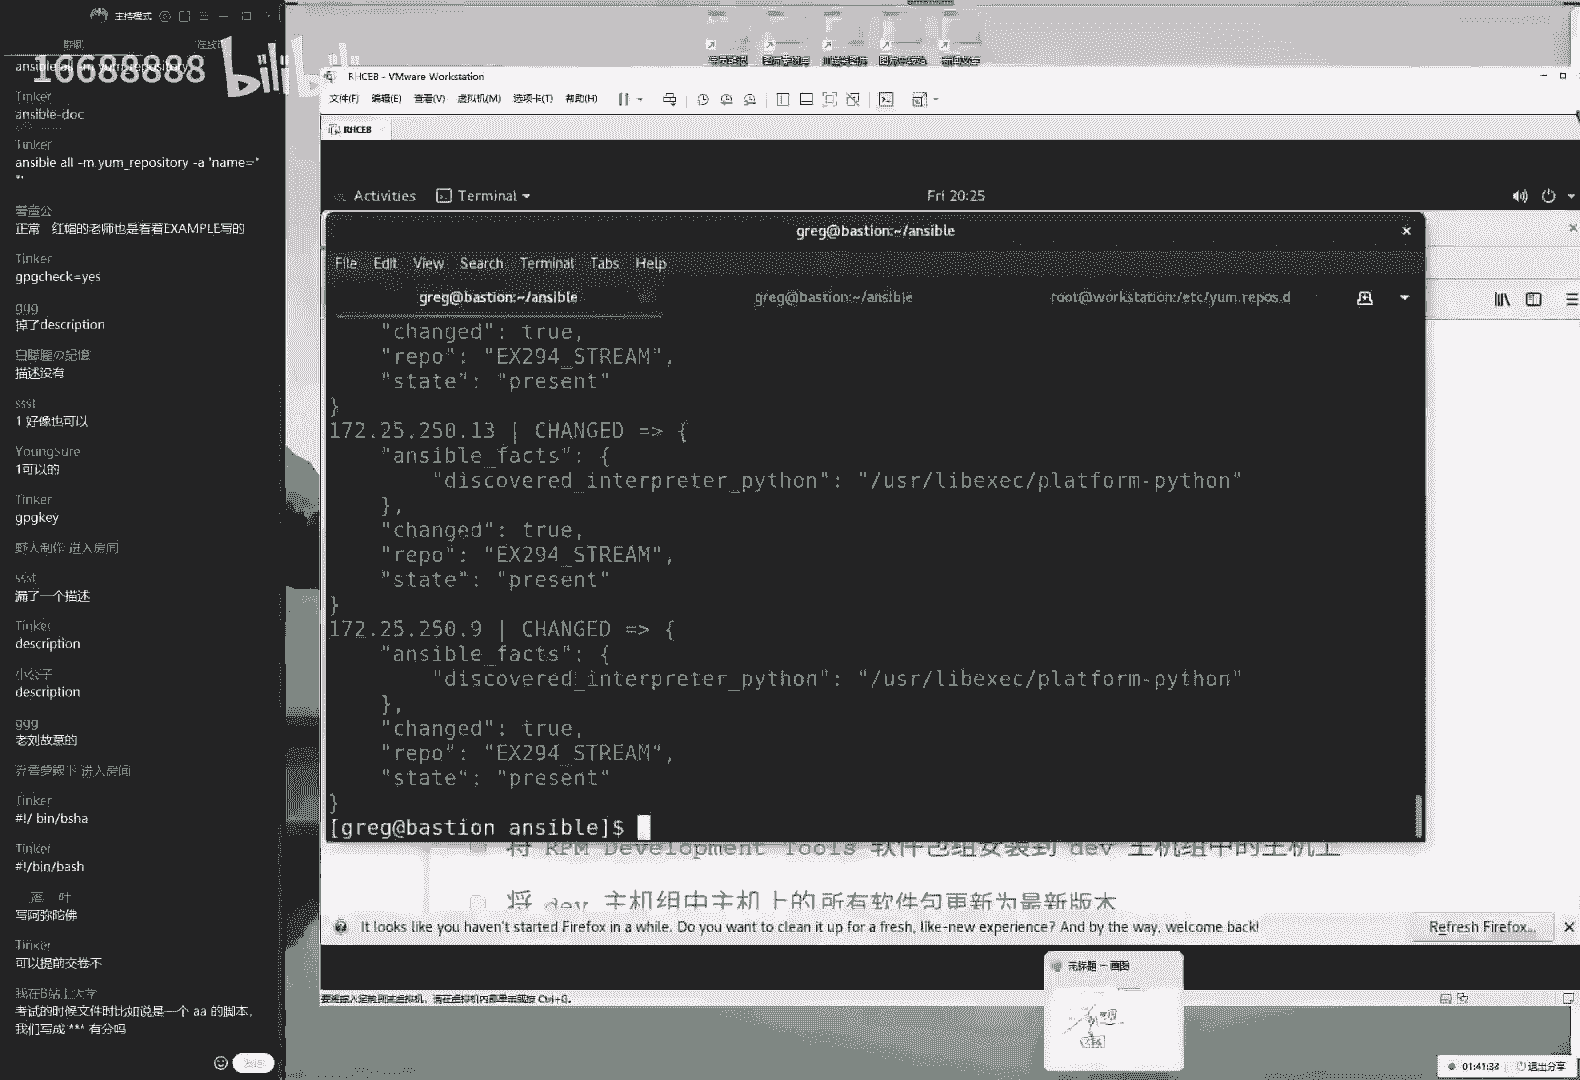 主持模式
16688888 bilibili
ansible all -m yum_repository
Tinker
ansible-doc
Tinker
ansible all -m yum_repository -a 'name="
"'
正常 红帽的老师也是看着EXAMPLE写的
Tinker
gpgcheck=yes
ggg
掉了description
描述没有
ssst
1 好像也可以
YoungSure
1可以的
Tinker
gpgkey
野人制作 进入房间
ssst
漏了一个描述
Tinker
description
小公子
description
ggg
老刘故意的
进入房间
Tinker
#!/ bin/bsha
Tinker
#!/bin/bash
落 叶
写阿弥陀佛
Tinker
可以提前交卷不
我在B站上大学
考试的时候文件时比如说是一个 aa 的脚本,
我们写成 *** 有分吗
RHCEB - VMware Workstation
文件(F) 编辑(E) 查看(V) 虚拟机(M) 选项卡(T) 帮助(H)
RHCEB
Activities Terminal Fri 20:25
greg@bastion:~/ansible
File Edit View Search Terminal Tabs Help
greg@bastion:~/ansible greg@bastion:~/ansible root@workstation:/etc/yum.repos.d
"changed": true,
"repo": "EX294_STREAM",
"state": "present"
}
172.25.250.13 | CHANGED => {
"ansible_facts": {
"discovered_interpreter_python": "/usr/libexec/platform-python"
},
"changed": true,
"repo": "EX294_STREAM",
"state": "present"
}
172.25.250.9 | CHANGED => {
"ansible_facts": {
"discovered_interpreter_python": "/usr/libexec/platform-python"
},
"changed": true,
"repo": "EX294_STREAM",
"state": "present"
}
[greg@bastion ansible]$
将 RPM Development Tools 软件包组安装到 dev 主机组中的主机上
将 dev 主机组中主机上的所有软件包更新为最新版本
It looks like you haven't started Firefox in a while. Do you want to clean it up for a fresh, like-new experience? And by the way, welcome back! Refresh Firefox...
无标题 - 画图
要将输入定向到该虚拟机，请在虚拟机内部单击或按 Ctrl+G。
01:41:38 退出分享